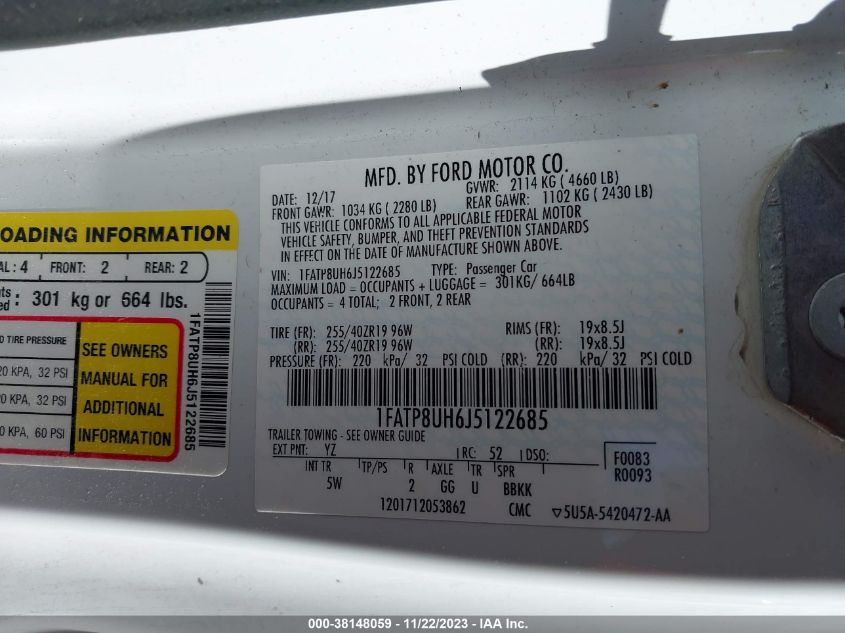 OADING INFORMATION
AL: 4 FRONT: 2 REAR: 2
301 kg or 664 lbs.
TIRE PRESSURE
20 KPA, 32 PSI
20 KPA, 32 PSI
0 KPA, 60 PSI
SEE OWNERS
MANUAL FOR
ADDITIONAL
INFORMATION
1FATP8UH6J5122685
MFD. BY FORD MOTOR CO.
DATE: 12/17 GVWR: 2114 KG ( 4660 LB)
FRONT GAWR: 1034 KG ( 2280 LB) REAR GAWR: 1102 KG ( 2430 LB)
THIS VEHICLE CONFORMS TO ALL APPLICABLE FEDERAL MOTOR
VEHICLE SAFETY, BUMPER, AND THEFT PREVENTION STANDARDS
IN EFFECT ON THE DATE OF MANUFACTURE SHOWN ABOVE.
VIN: 1FATP8UH6J5122685 TYPE: Passenger Car
MAXIMUM LOAD = OCCUPANTS + LUGGAGE = 301KG/ 664LB
OCCUPANTS = 4 TOTAL; 2 FRONT, 2 REAR
TIRE (FR): 255/40ZR19 96W RIMS (FR): 19x8.5J
(RR): 255/40ZR19 96W (RR): 19x8.5J
PRESSURE (FR): 220 kPa/ 32 PSI COLD (RR): 220 kPa/ 32 PSI COLD
1FATP8UH6J5122685
TRAILER TOWING - SEE OWNER GUIDE
EXT PNT: YZ RC: 52 DSO:
F0083
R0093
INT TR TP/PS R AXLE TR SPR
5W 2 GG U BBKK
1201712053862 CMC ▽5U5A-5420472-AA
000-38148059 - 11/22/2023 - IAA Inc.